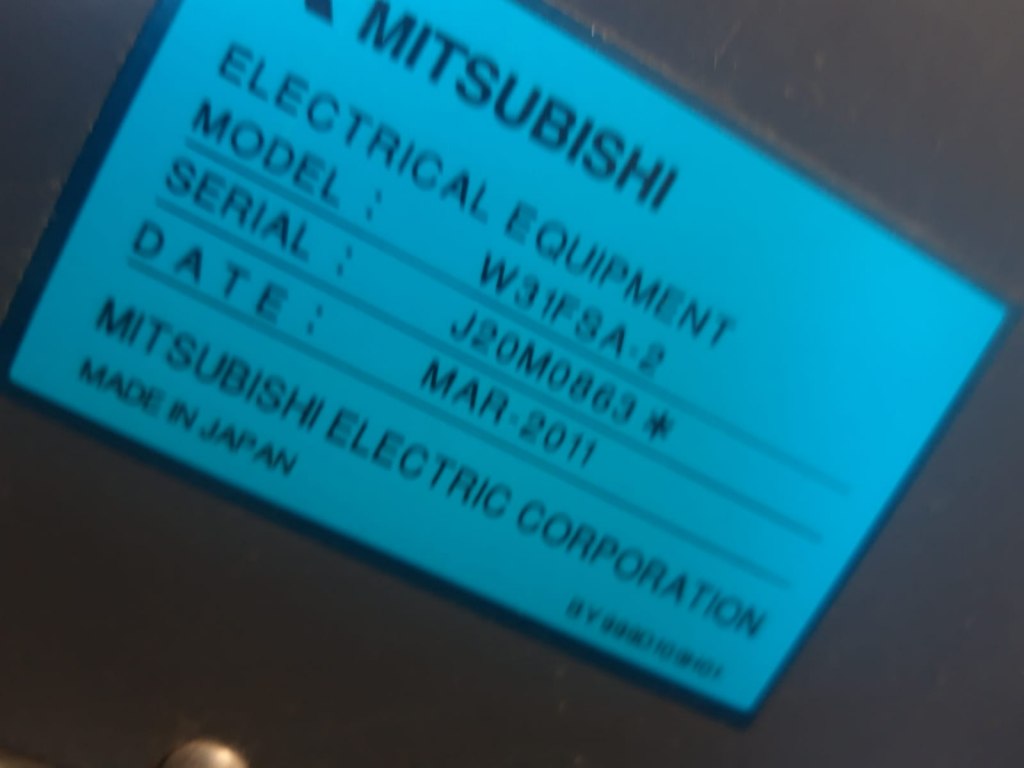 MITSUBISHI
ELECTRICAL EQUIPMENT
MODEL : W31FSA-2
SERIAL : J20M0863*
DATE : MAR-2011
MITSUBISHI ELECTRIC CORPORATION
MADE IN JAPAN